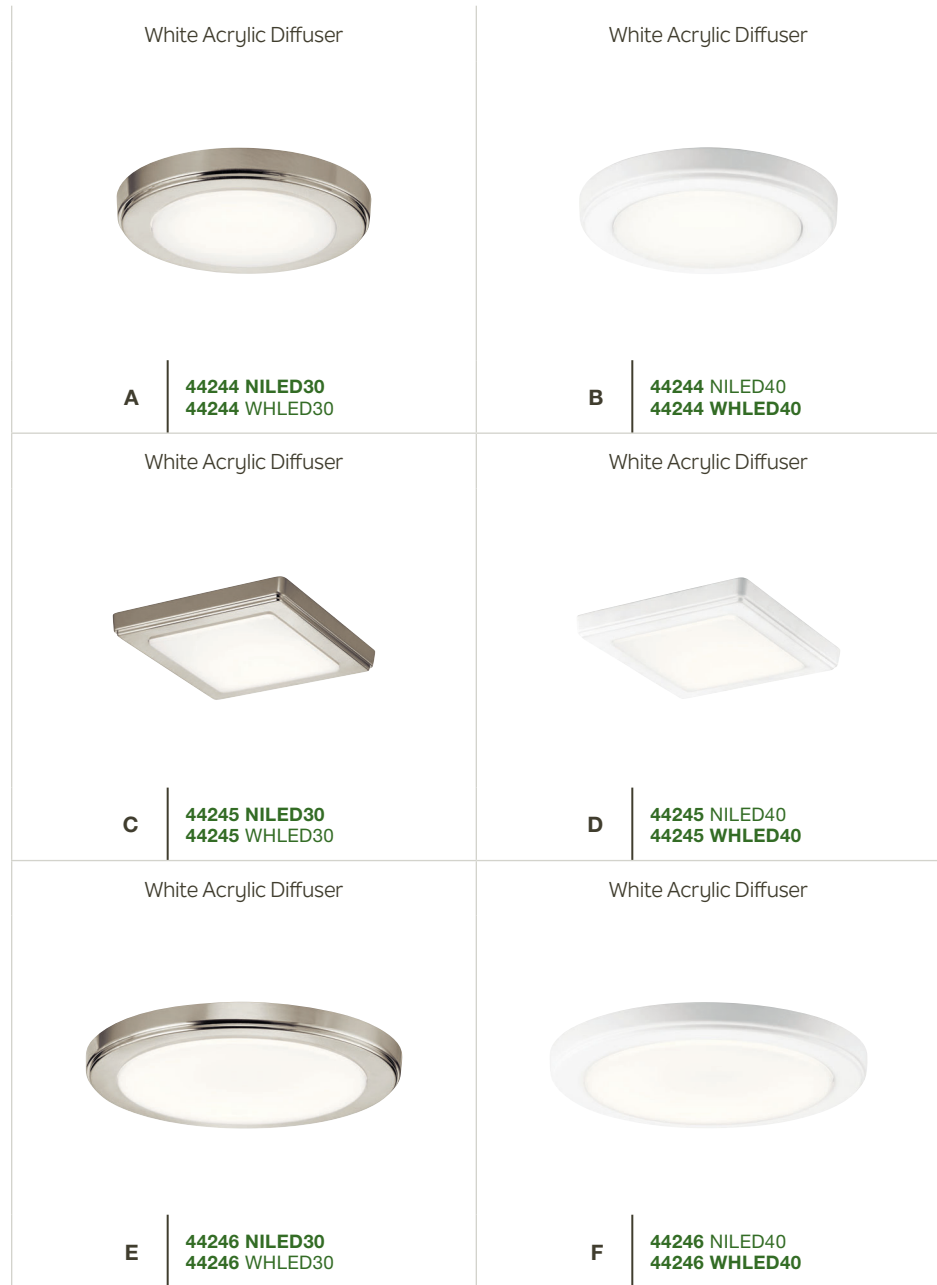 White Acrylic Diffuser
A
44244 NILED30
44244 WHLED30
White Acrylic Diffuser
B
44244 NILED40
44244 WHLED40
White Acrylic Diffuser
C
44245 NILED30
44245 WHLED30
White Acrylic Diffuser
D
44245 NILED40
44245 WHLED40
White Acrylic Diffuser
E
44246 NILED30
44246 WHLED30
White Acrylic Diffuser
F
44246 NILED40
44246 WHLED40